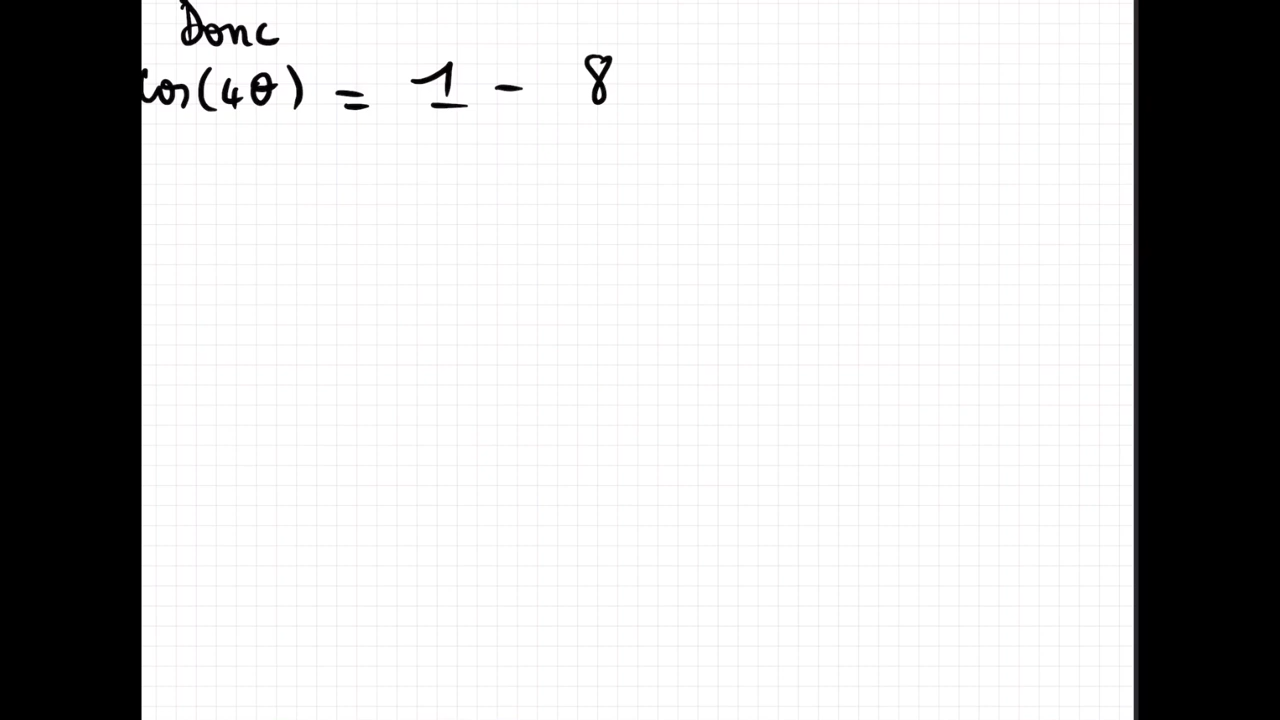 Donc
cos(4θ) = 1 - 8